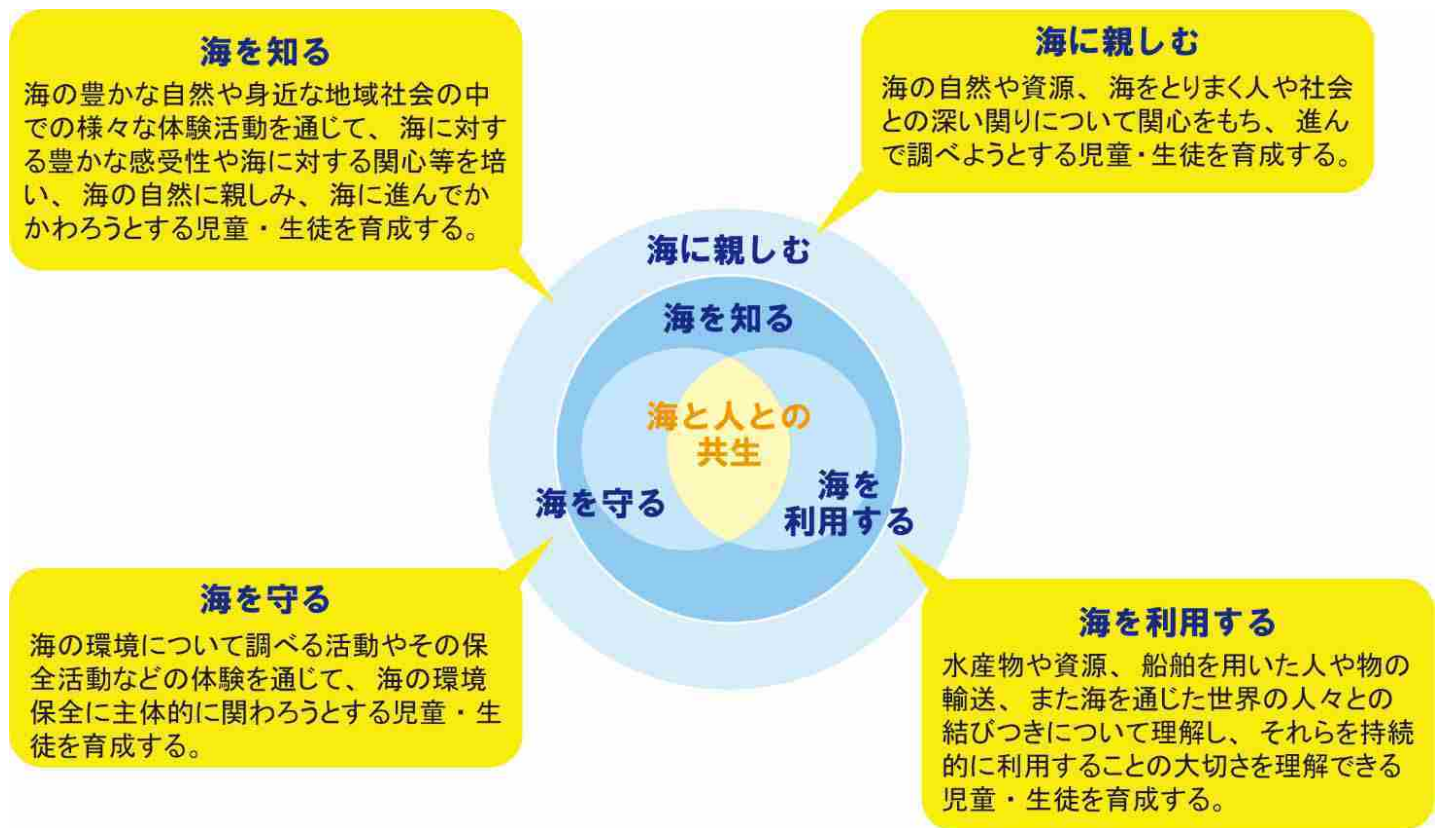 海を知る
海の豊かな自然や身近な地域社会の中
での様々な体験活動を通じて、海に対す
る豊かな感受性や海に対する関心等を培
い、海の自然に親しみ、海に進んでか
かわろうとする児童・生徒を育成する。
海に親しむ
海の自然や資源、海をとりまく人や社会
との深い関りについて関心をもち、進ん
で調べようとする児童・生徒を育成する。
海に親しむ
海を知る
海と人との
共生
海を守る
海を
利用する
海を守る
海の環境について調べる活動やその保
全活動などの体験を通じて、海の環境
保全に主体的に関わろうとする児童・生
徒を育成する。
海を利用する
水産物や資源、船舶を用いた人や物の
輸送、また海を通じた世界の人々との
結びつきについて理解し、それらを持続
的に利用することの大切さを理解できる
児童・生徒を育成する。